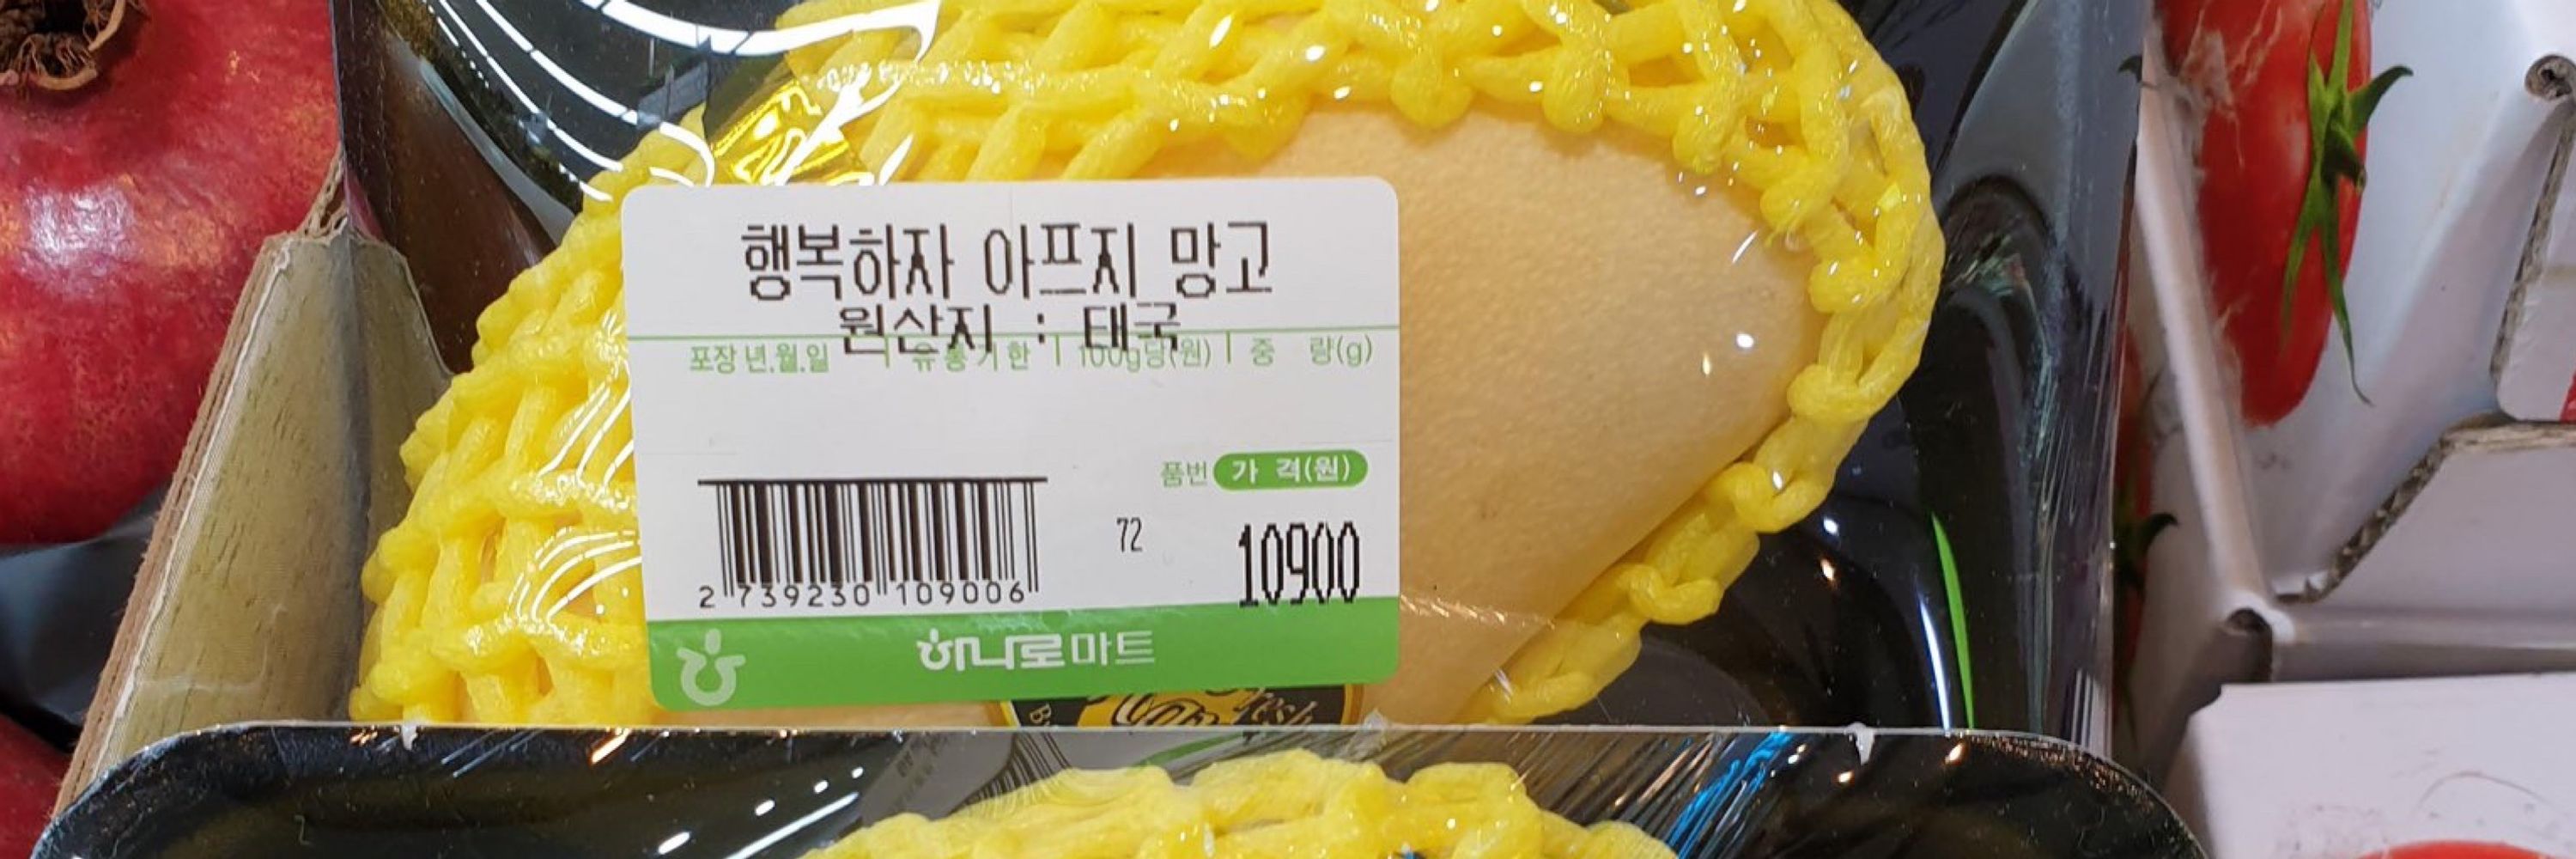 행복하자 아프지 망고
원산지 : 태국
포장년.월.일 유통기한 100g당(원) 중 량(g)
품번 가 격(원)
72 10900
2 739230 109006
하나로마트